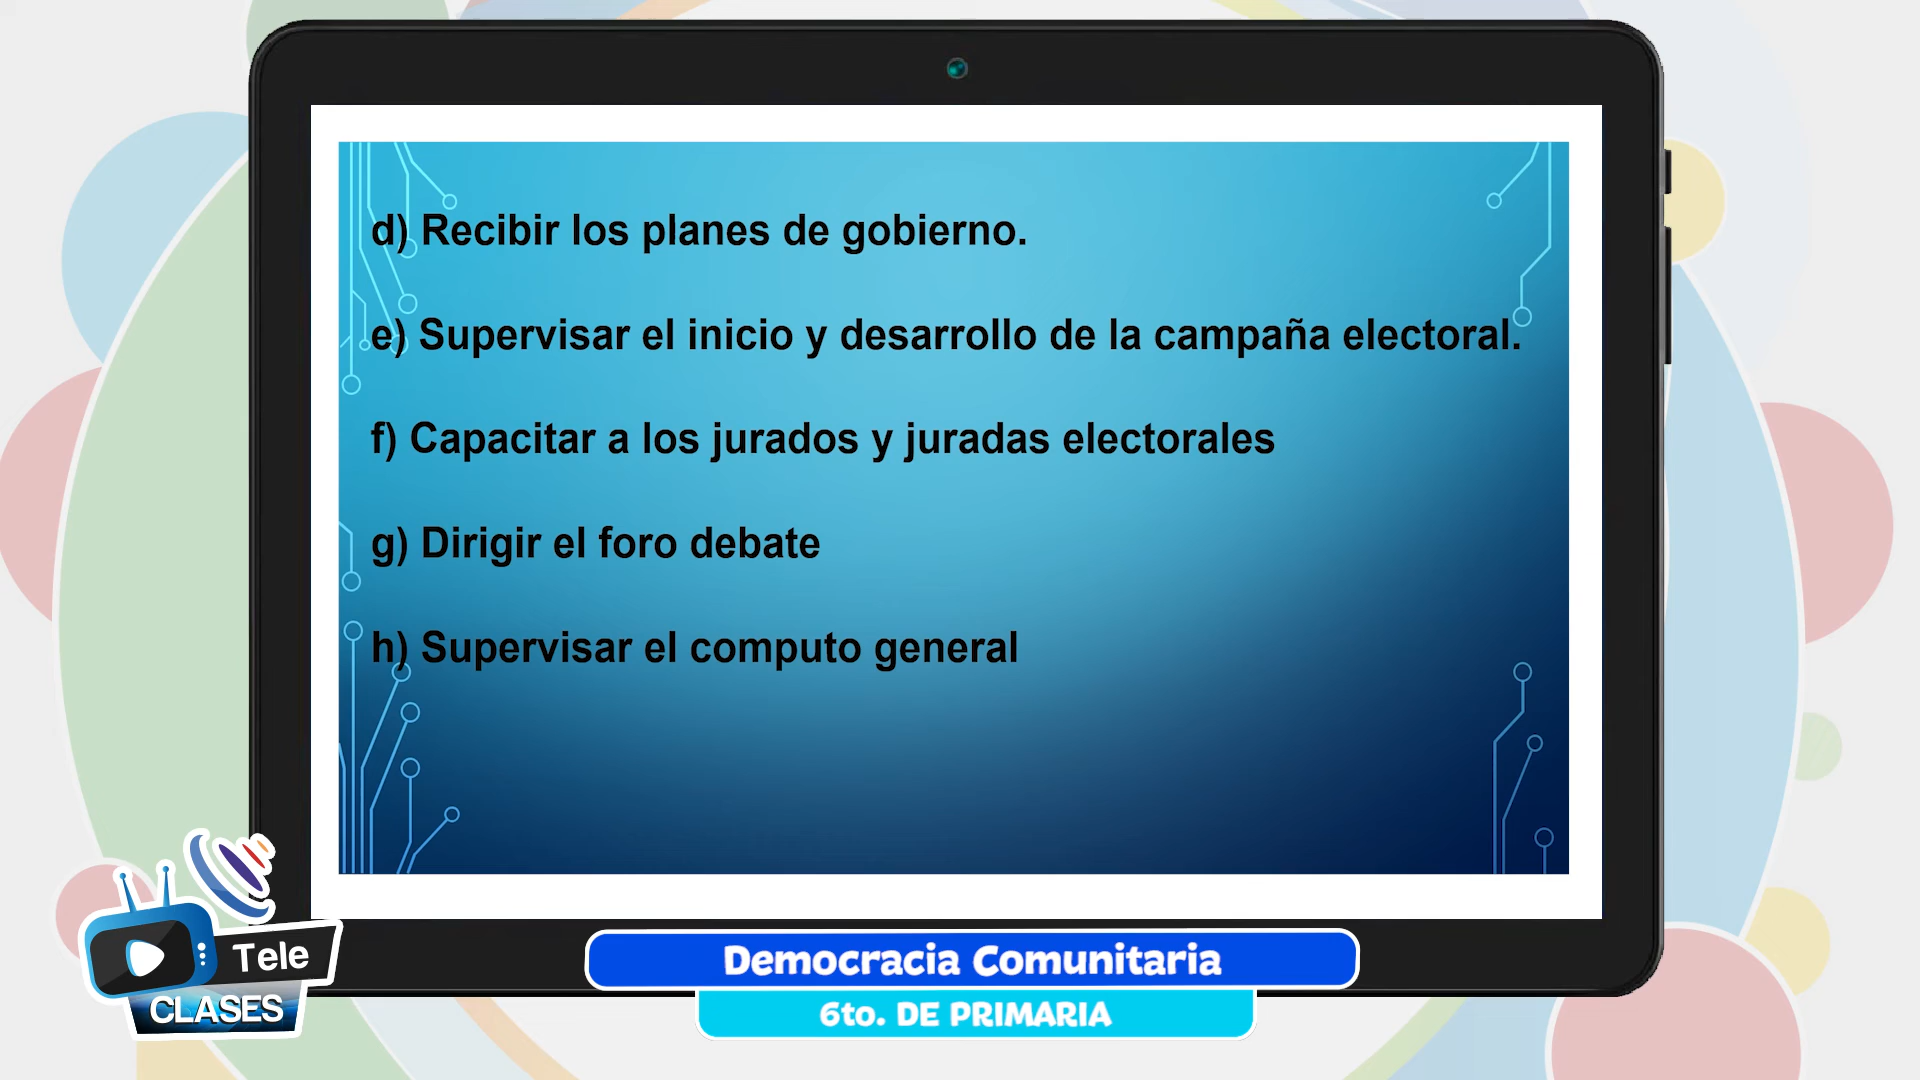 d) Recibir los planes de gobierno.
e) Supervisar el inicio y desarrollo de la campaña electoral.
f) Capacitar a los jurados y juradas electorales
g) Dirigir el foro debate
h) Supervisar el computo general
Tele
CLASES
Democracia Comunitaria
6to. DE PRIMARIA